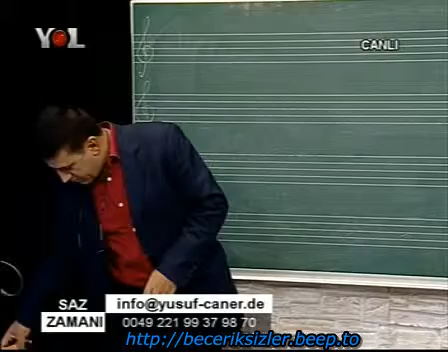 YOL
CANLI
SAZ
ZAMANI
info@yusuf-caner.de
0049 221 99 37 98 70
http://beceriksizler.beep.to